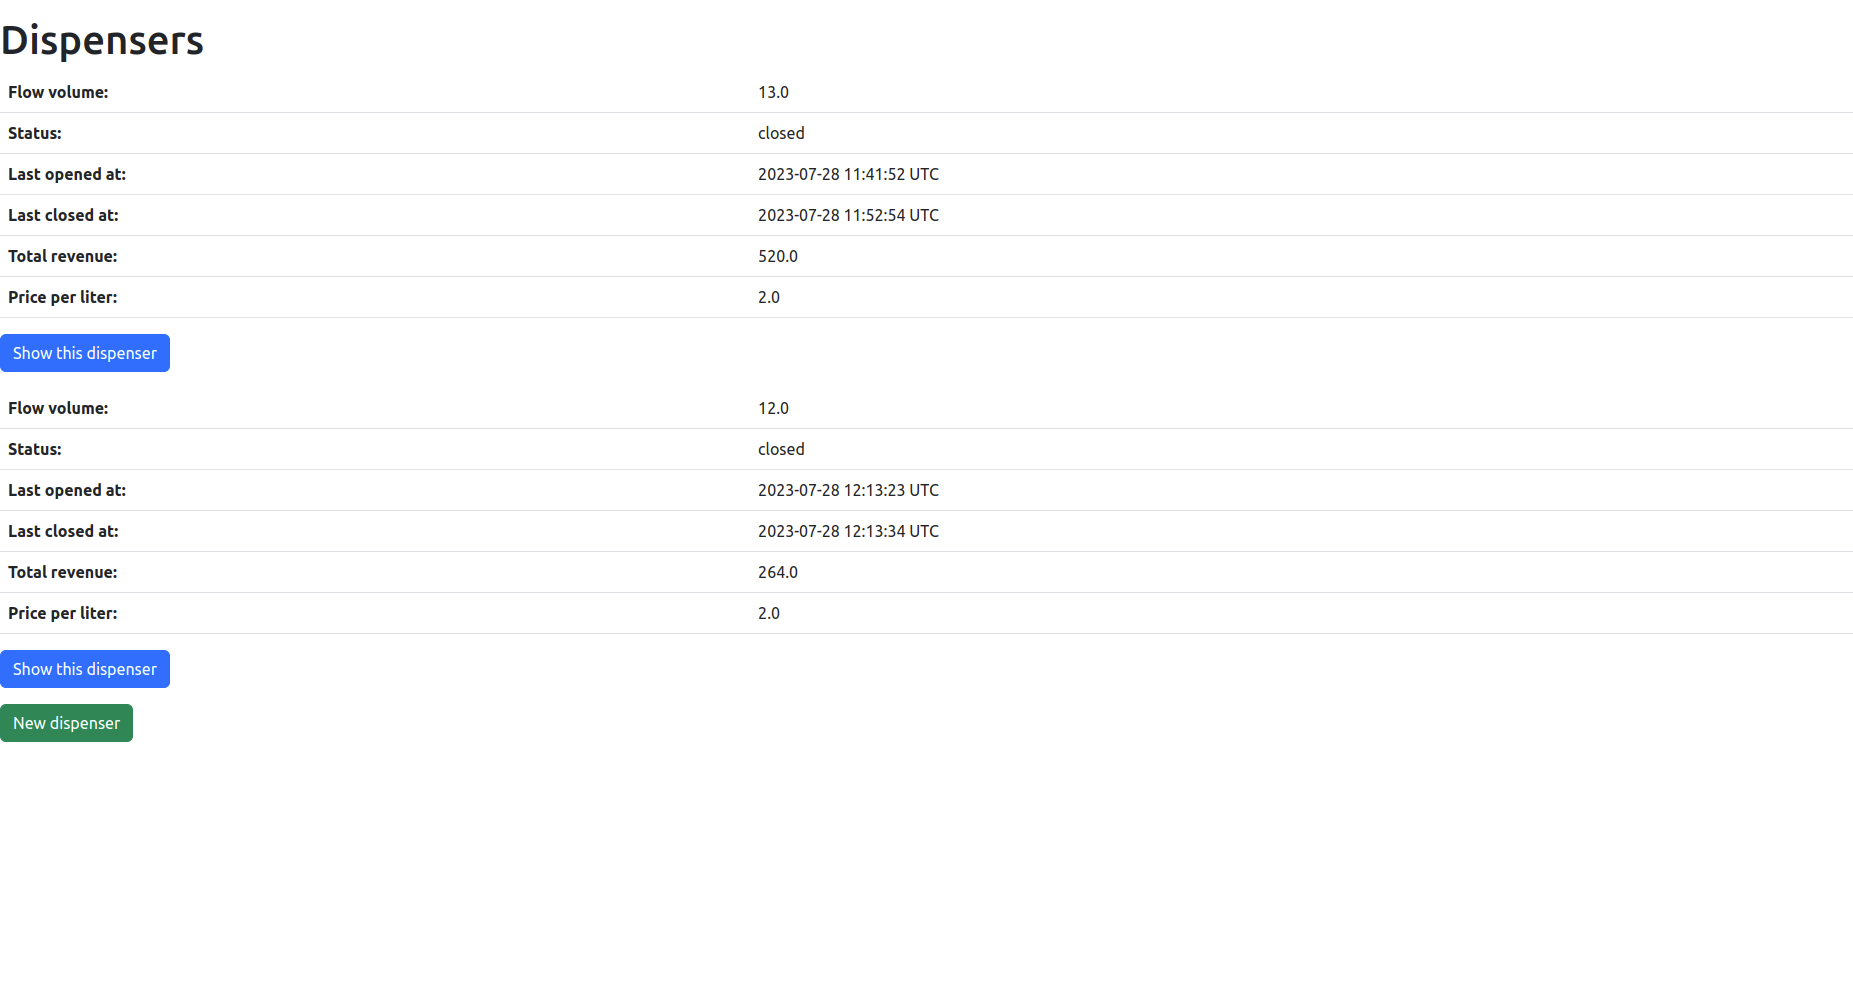 Dispensers
Flow volume: 13.0
Status: closed
Last opened at: 2023-07-28 11:41:52 UTC
Last closed at: 2023-07-28 11:52:54 UTC
Total revenue: 520.0
Price per liter: 2.0
Show this dispenser
Flow volume: 12.0
Status: closed
Last opened at: 2023-07-28 12:13:23 UTC
Last closed at: 2023-07-28 12:13:34 UTC
Total revenue: 264.0
Price per liter: 2.0
Show this dispenser
New dispenser